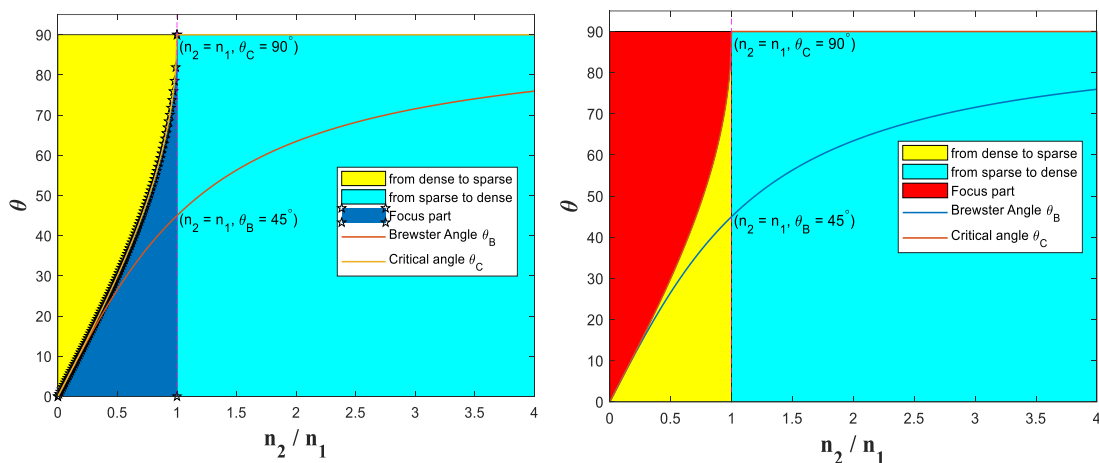 90
80
70
60
50
40
30
20
10
0
θ
(n2 = n1, θC = 90°)
(n2 = n1, θB = 45°)
from dense to sparse
from sparse to dense
Focus part
Brewster Angle θB
Critical angle θC
0 0.5 1 1.5 2 2.5 3 3.5 4
n2 / n1
90
80
70
60
50
40
30
20
10
0
θ
(n2 = n1, θC = 90°)
(n2 = n1, θB = 45°)
from dense to sparse
from sparse to dense
Focus part
Brewster Angle θB
Critical angle θC
0 0.5 1 1.5 2 2.5 3 3.5 4
n2 / n1